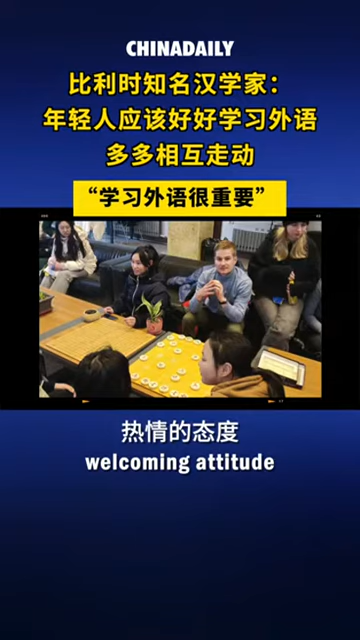 CHINADAILY
比利时知名汉学家：
年轻人应该好好学习外语
多多相互走动
“学习外语很重要”
热情的态度
welcoming attitude